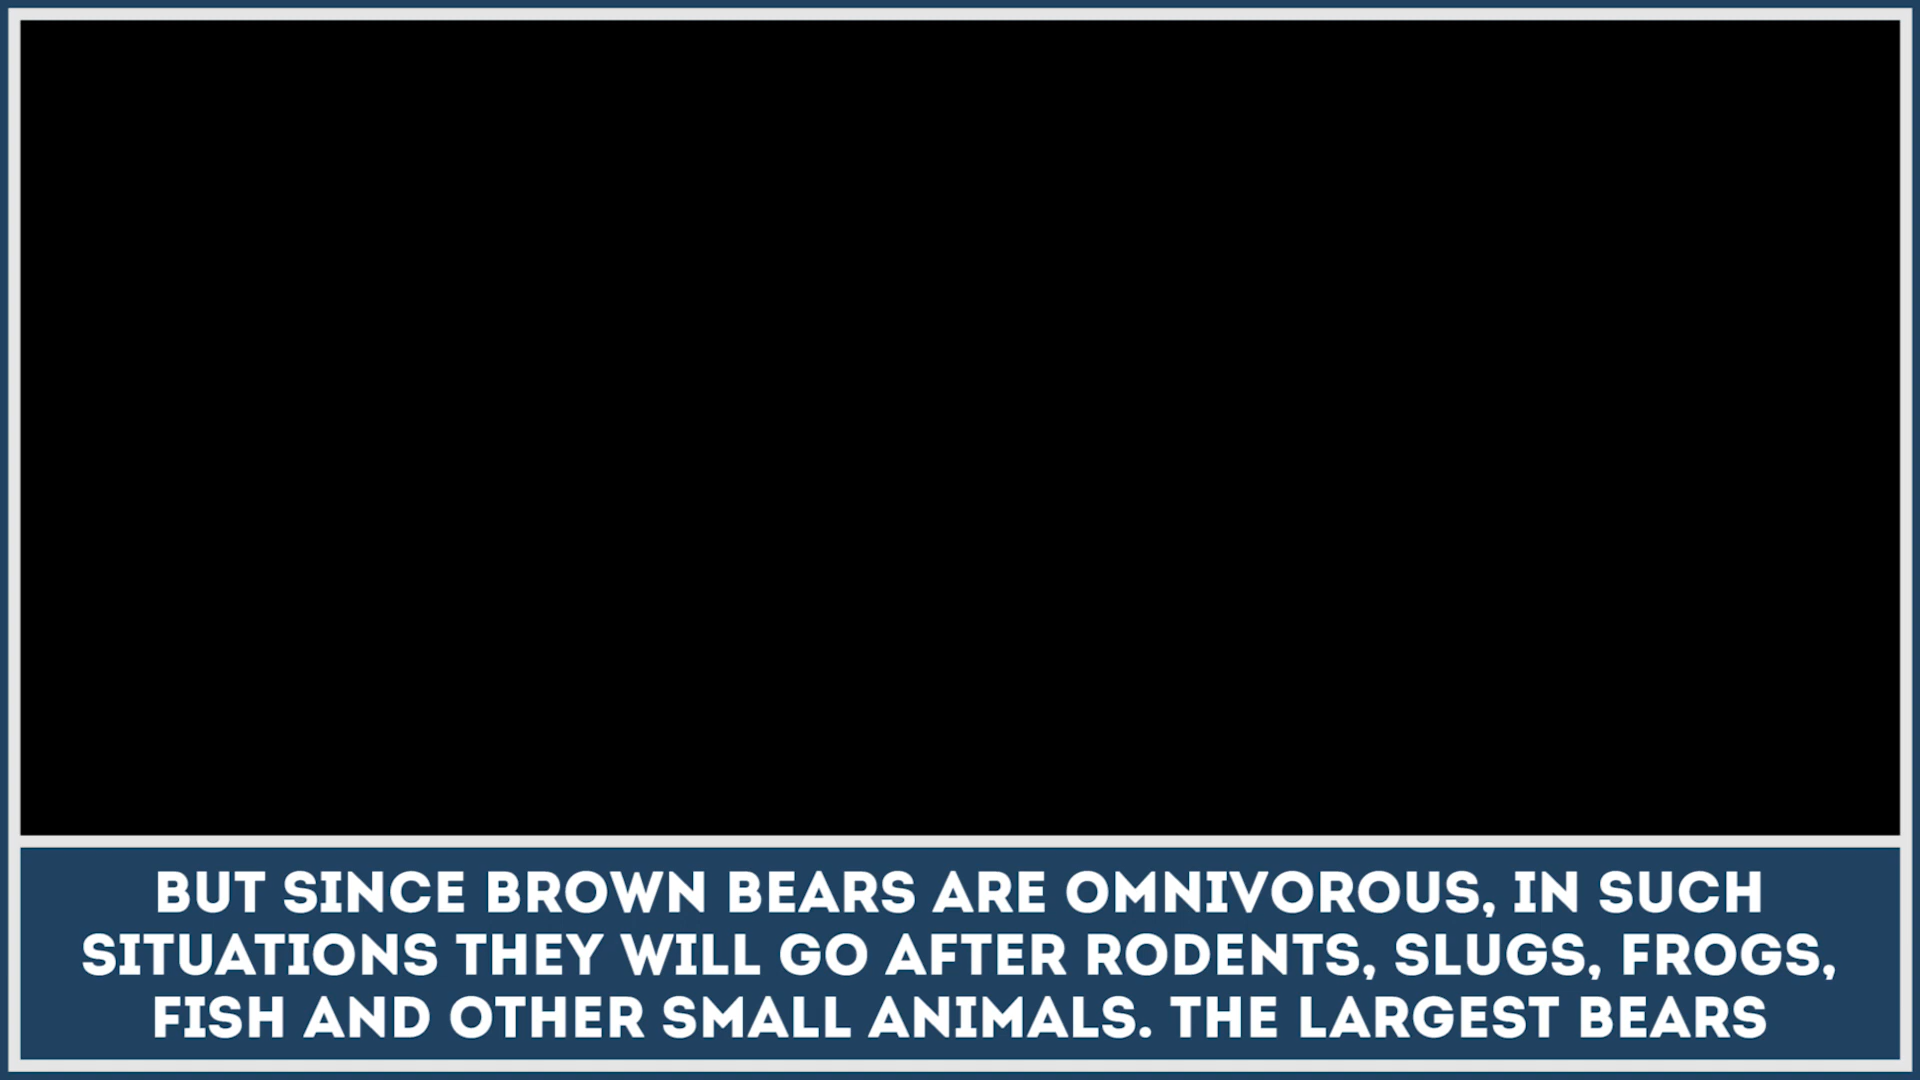 BUT SINCE BROWN BEARS ARE OMNIVOROUS, IN SUCH
SITUATIONS THEY WILL GO AFTER RODENTS, SLUGS, FROGS,
FISH AND OTHER SMALL ANIMALS. THE LARGEST BEARS